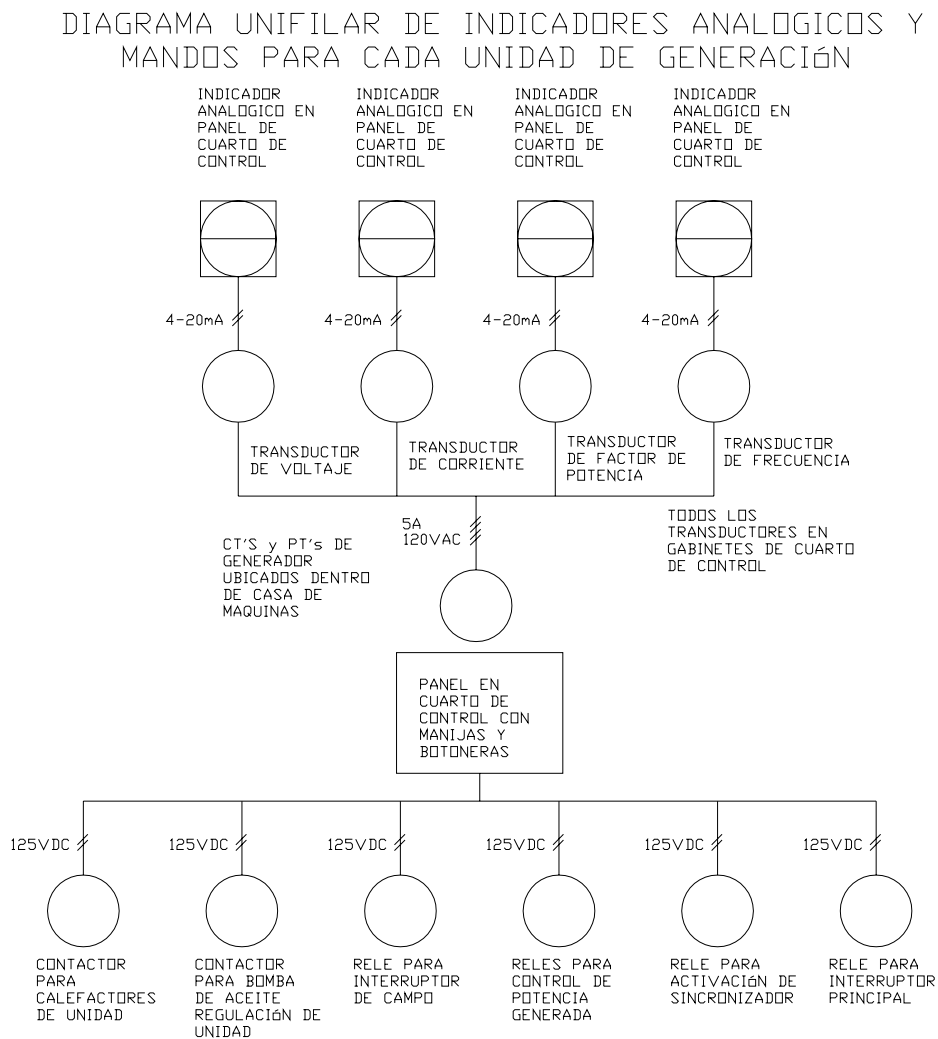 DIAGRAMA UNIFILAR DE INDICADORES ANALOGICOS Y
MANDOS PARA CADA UNIDAD DE GENERACIóN
INDICADOR
ANALOGICO EN
PANEL DE
CUARTO DE
CONTROL
INDICADOR
ANALOGICO EN
PANEL DE
CUARTO DE
CONTROL
INDICADOR
ANALOGICO EN
PANEL DE
CUARTO DE
CONTROL
INDICADOR
ANALOGICO EN
PANEL DE
CUARTO DE
CONTROL
4-20mA
4-20mA
4-20mA
4-20mA
TRANSDUCTOR
DE VOLTAJE
TRANSDUCTOR
DE CORRIENTE
TRANSDUCTOR
DE FACTOR DE
POTENCIA
TRANSDUCTOR
DE FRECUENCIA
5A
120VAC
TODOS LOS
TRANSDUCTORES EN
GABINETES DE CUARTO
DE CONTROL
CT'S y PT's DE
GENERADOR
UBICADOS DENTRO
DE CASA DE
MAQUINAS
PANEL EN
CUARTO DE
CONTROL CON
MANIJAS Y
BOTONERAS
125VDC
125VDC
125VDC
125VDC
125VDC
125VDC
CONTACTOR
PARA
CALEFACTORES
DE UNIDAD
CONTACTOR
PARA BOMBA
DE ACEITE
REGULACIóN DE
UNIDAD
RELE PARA
INTERRUPTOR
DE CAMPO
RELES PARA
CONTROL DE
POTENCIA
GENERADA
RELE PARA
ACTIVACIóN DE
SINCRONIZADOR
RELE PARA
INTERRUPTOR
PRINCIPAL